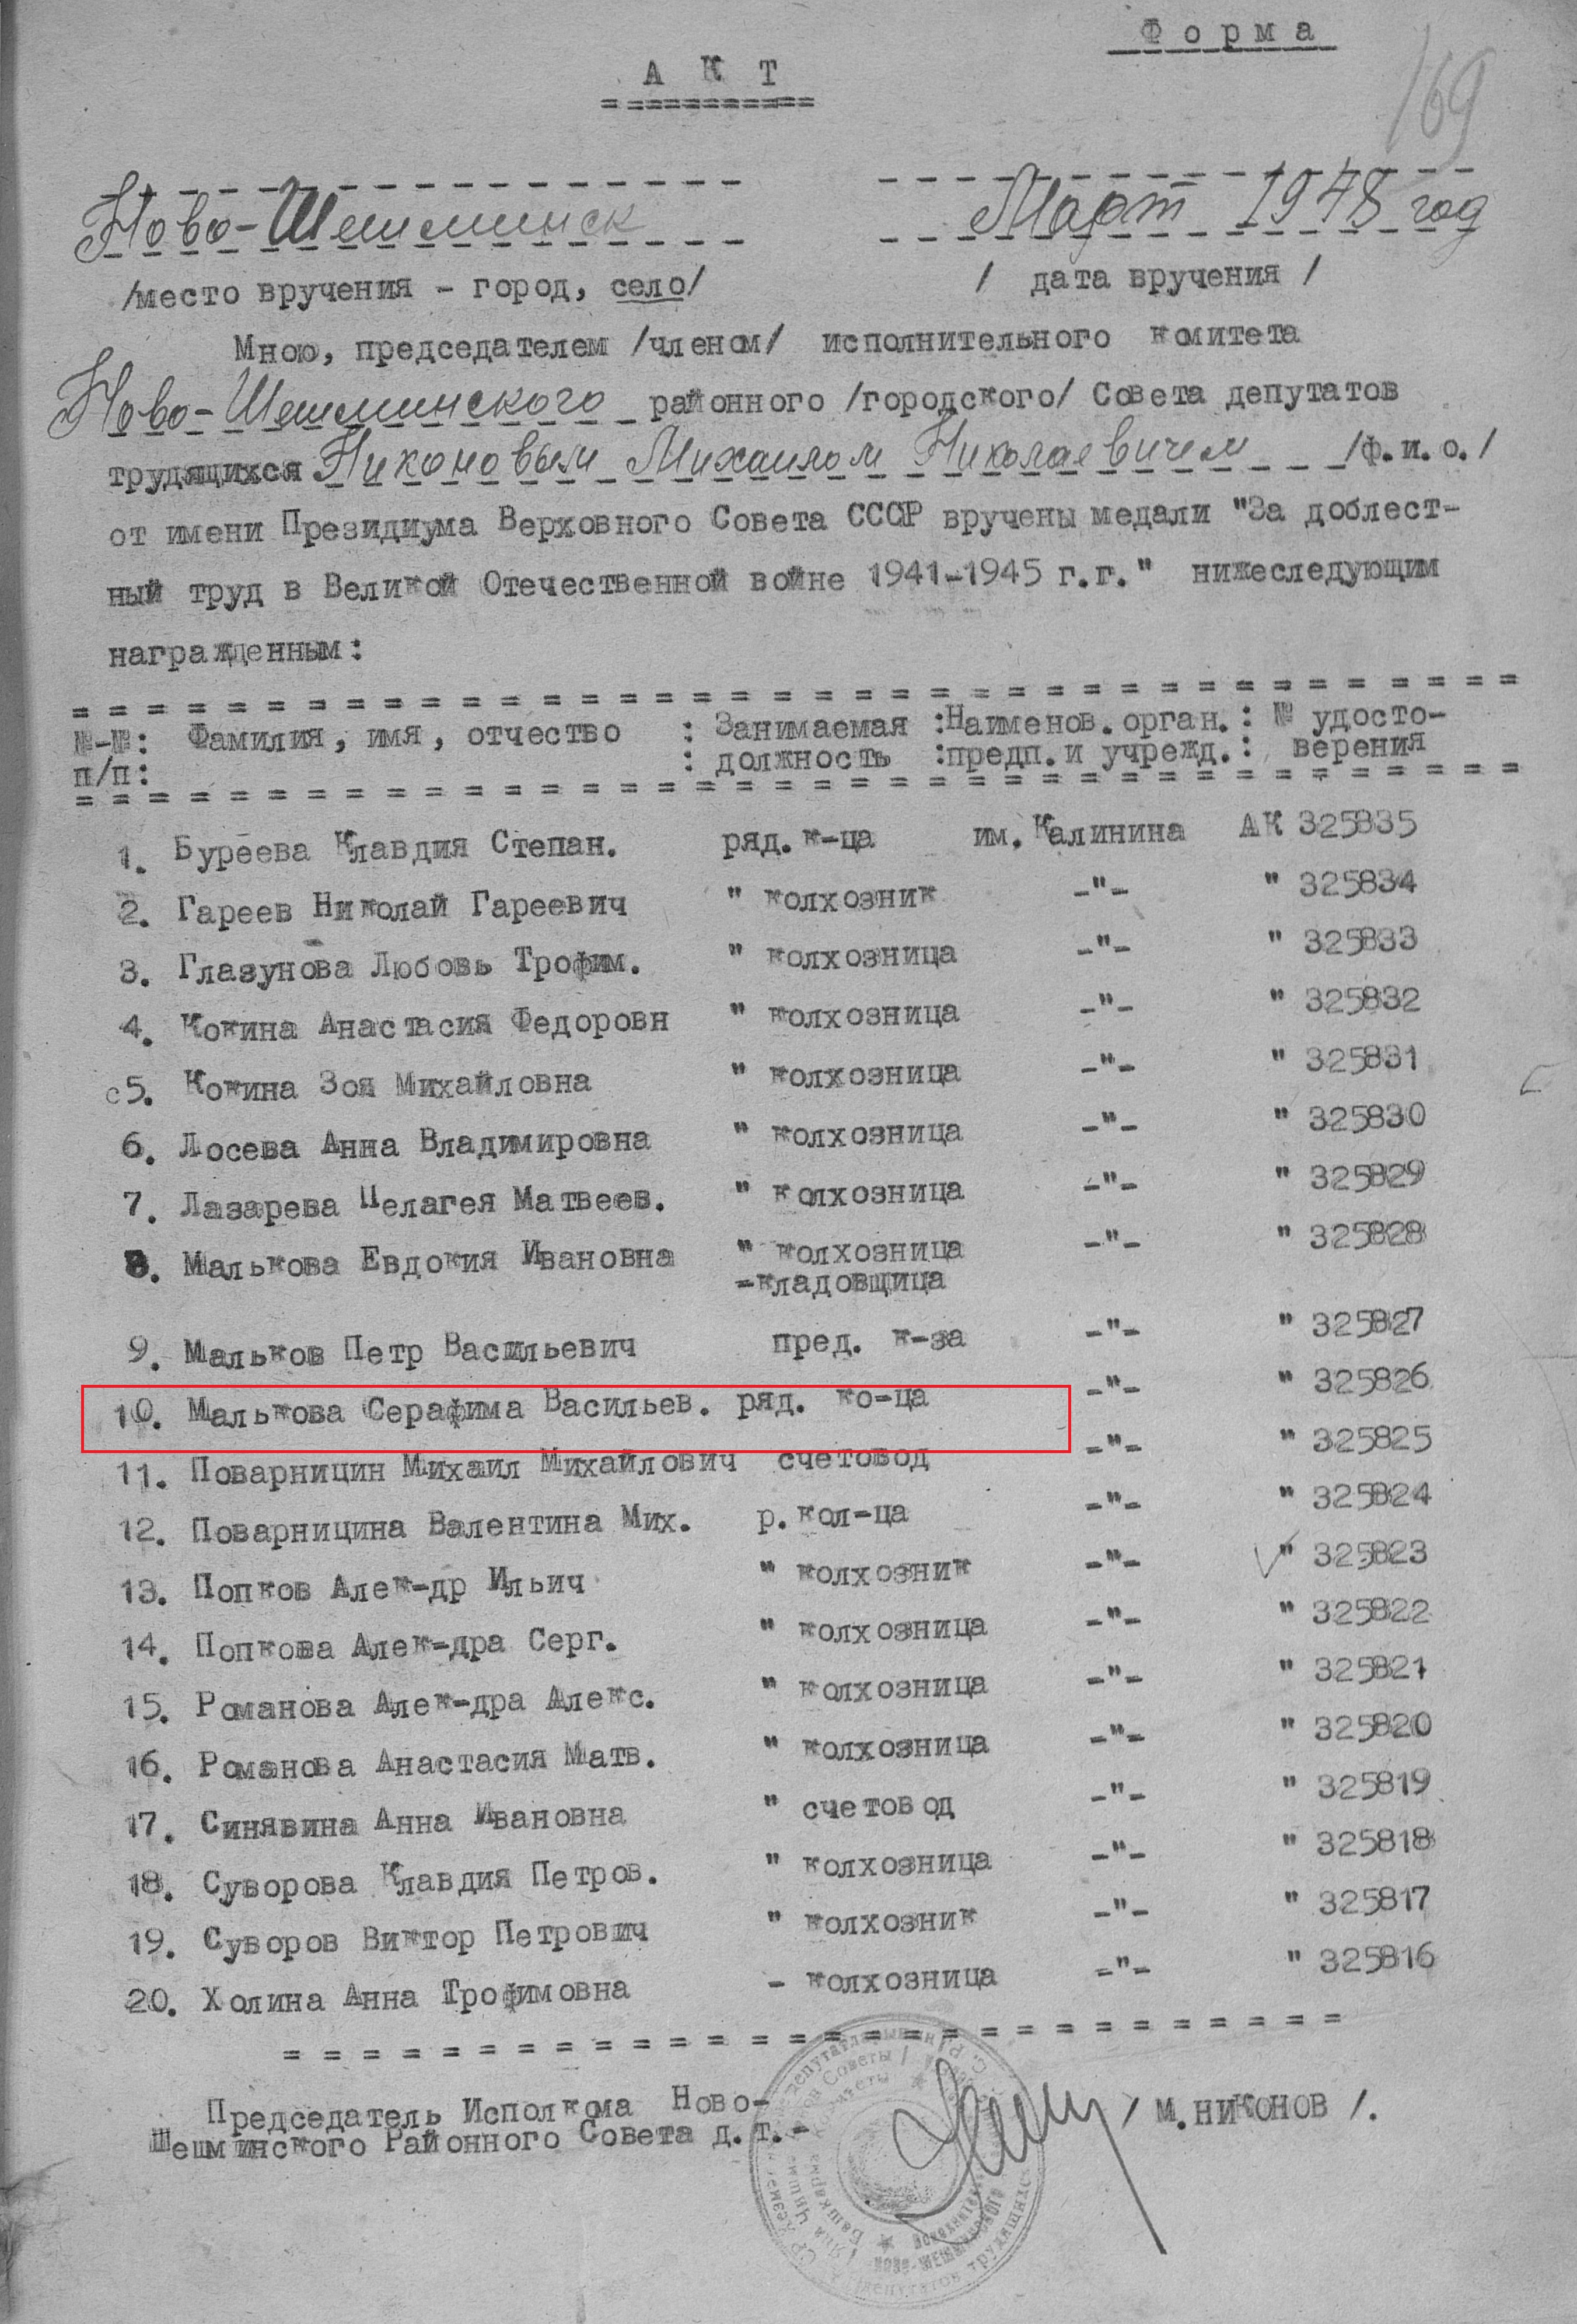 Форма
169
АКТ
Ново-Шешминск Март 1948 год
/место вручения - город, село/ / дата вручения /
Мною, председателем /членом/ исполнительного комитета
Ново-Шешминского районного /городского/ Совета депутатов
трудящихся Никоновым Михаилом Николаевичем /ф.и.о./
от имени Президиума Верховного Совета СССР вручены медали "За доблест-
ный труд в Великой Отечественной войне 1941-1945 г.г." нижеследующим
награжденным:
№-№: Фамилия, имя, отчество : Занимаемая :Наименов.орган.: № удосто-
п/п: : должность :предп.и учрежд.: верения
1. Буреева Клавдия Степан. ряд.к-ца им.Калинина АК 325835
2. Гареев Николай Гареевич " колхозник -"- " 325834
3. Глазунова Любовь Трофим. " колхозница -"- " 325833
4. Кокина Анастасия Федоровн " колхозница -"- " 325832
с5. Кокина Зоя Михайловна " колхозница -"- " 325831
6. Лосева Анна Владимировна " колхозница -"- " 325830
7. Лазарева Пелагея Матвеев. " колхозница -"- " 325829
8. Малькова Евдокия Ивановна " колхозница -"- " 325828
-кладовщица
9. Мальков Петр Васильевич пред. к-за -"- " 325827
10. Малькова Серафима Васильев. ряд. ко-ца -"- " 325826
11. Поварницин Михаил Михайлович счетовод -"- " 325825
12. Поварницина Валентина Мих. р.кол-ца -"- " 325824
13. Попков Алек-др Ильич " колхозник -"- " 325823
14. Попкова Алек-дра Серг. " колхозница -"- " 325822
15. Романова Алек-дра Алекс. " колхозница -"- " 325821
16. Романова Анастасия Матв. " колхозница -"- " 325820
17. Синявина Анна Ивановна " счетовод -"- " 325819
18. Суворова Клавдия Петров. " колхозница -"- " 325818
19. Суворов Виктор Петрович " колхозник -"- " 325817
20. Холина Анна Трофимовна - колхозница -"- " 325816
Председатель Исполкома Ново-
Шешминского Районного Совета д.т.- / М.НИКОНОВ /.